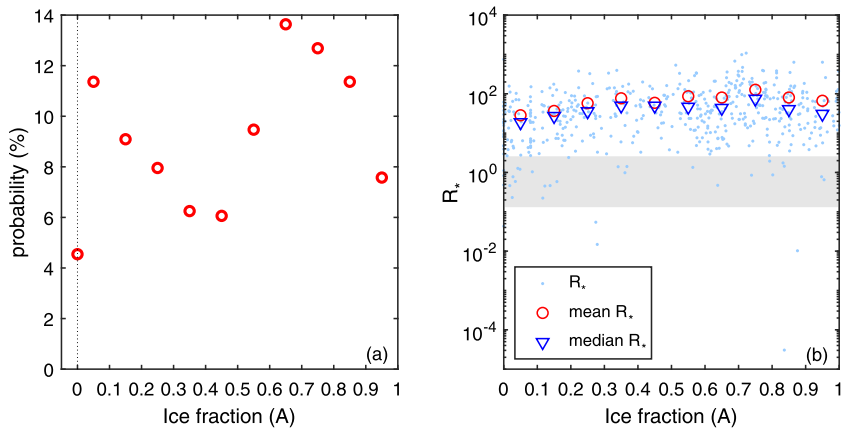 14
12
10
8
6
4
2
0
probability (%)
0 0.1 0.2 0.3 0.4 0.5 0.6 0.7 0.8 0.9 1
Ice fraction (A)
(a)
10^4
10^2
10^0
10^-2
10^-4
R*
R*
mean R*
median R*
(b)
0 0.1 0.2 0.3 0.4 0.5 0.6 0.7 0.8 0.9 1
Ice fraction (A)